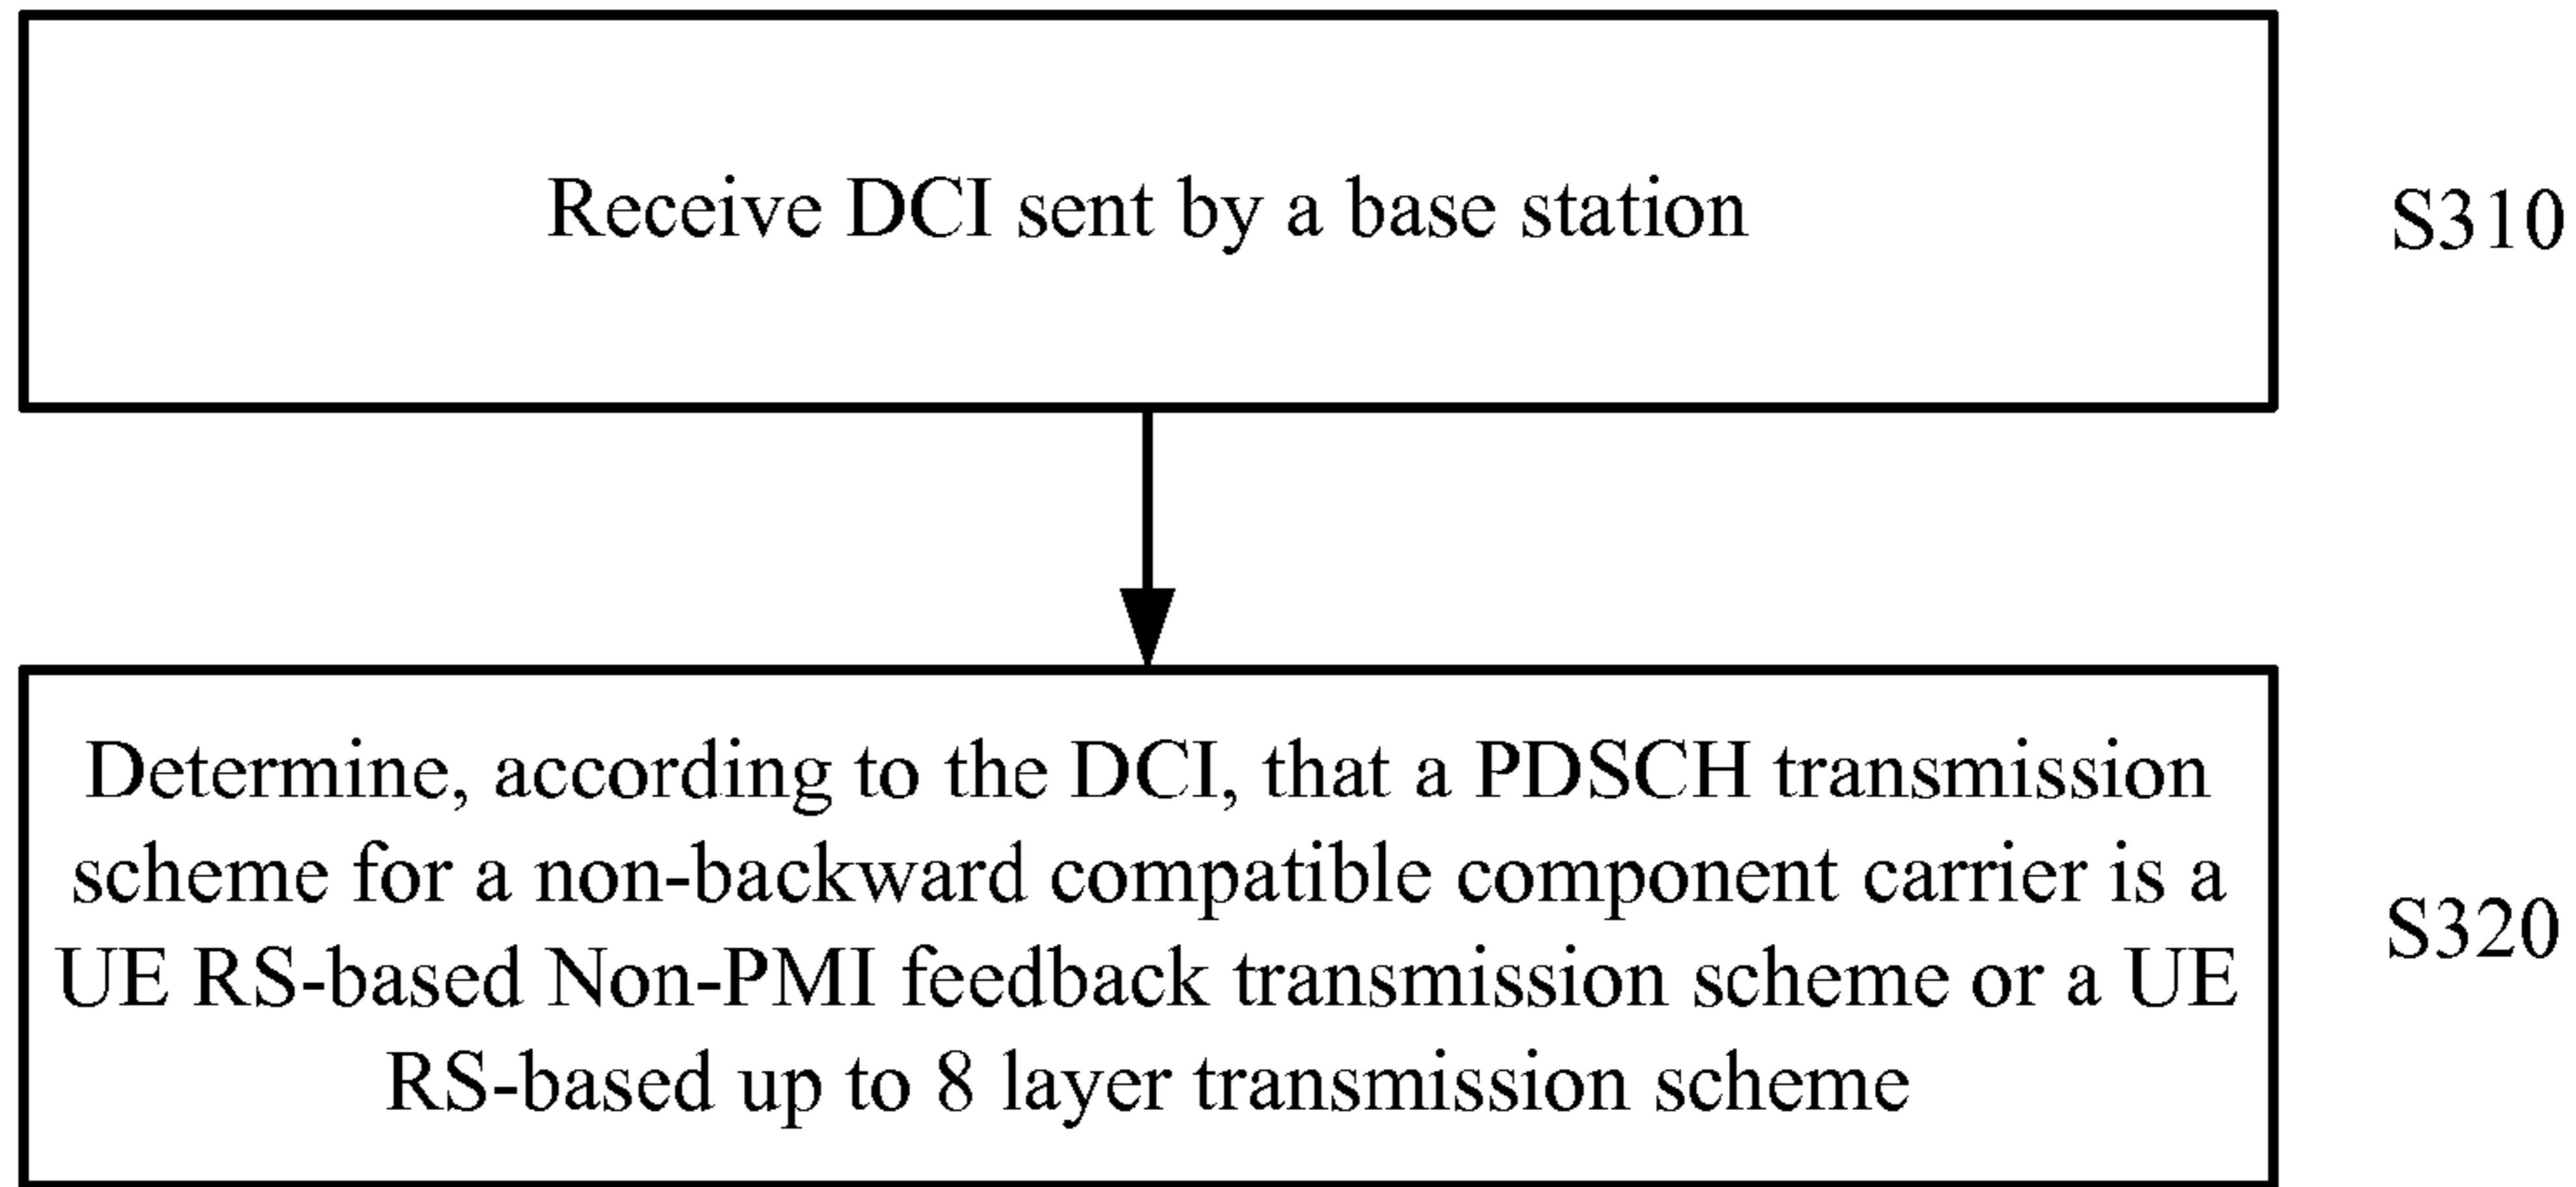 Receive DCI sent by a base station
S310
Determine, according to the DCI, that a PDSCH transmission
scheme for a non-backward compatible component carrier is a
UE RS-based Non-PMI feedback transmission scheme or a UE
RS-based up to 8 layer transmission scheme
S320